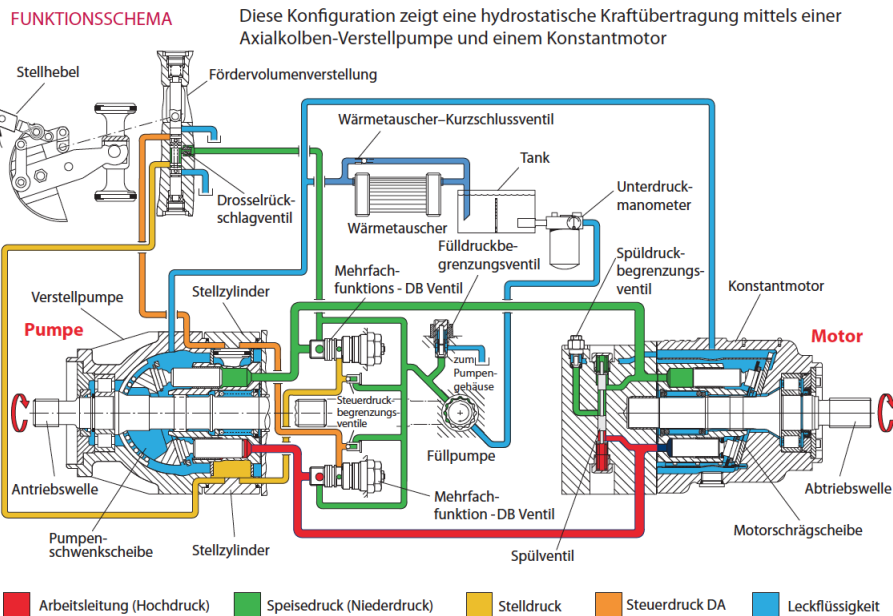 FUNKTIONSSCHEMA
Diese Konfiguration zeigt eine hydrostatische Kraftübertragung mittels einer
Axialkolben-Verstellpumpe und einem Konstantmotor
Stellhebel
Fördervolumenverstellung
Wärmetauscher–Kurzschlussventil
Tank
Unterdruck-
manometer
Drosselrück-
schlagventil
Wärmetauscher
Fülldruckbe-
grenzungsventil
Spüldruck-
begrenzungs-
ventil
Mehrfach-
funktions - DB Ventil
Verstellpumpe
Stellzylinder
Konstantmotor
Pumpe
Motor
zum
Pumpen-
gehäuse
Steuerdruck-
begrenzungs-
ventile
Füllpumpe
Antriebswelle
Abtriebswelle
Mehrfach-
funktion - DB Ventil
Pumpen-
schwenkscheibe
Stellzylinder
Spülventil
Motorschrägscheibe
Arbeitsleitung (Hochdruck)
Speisedruck (Niederdruck)
Stelldruck
Steuerdruck DA
Leckflüssigkeit